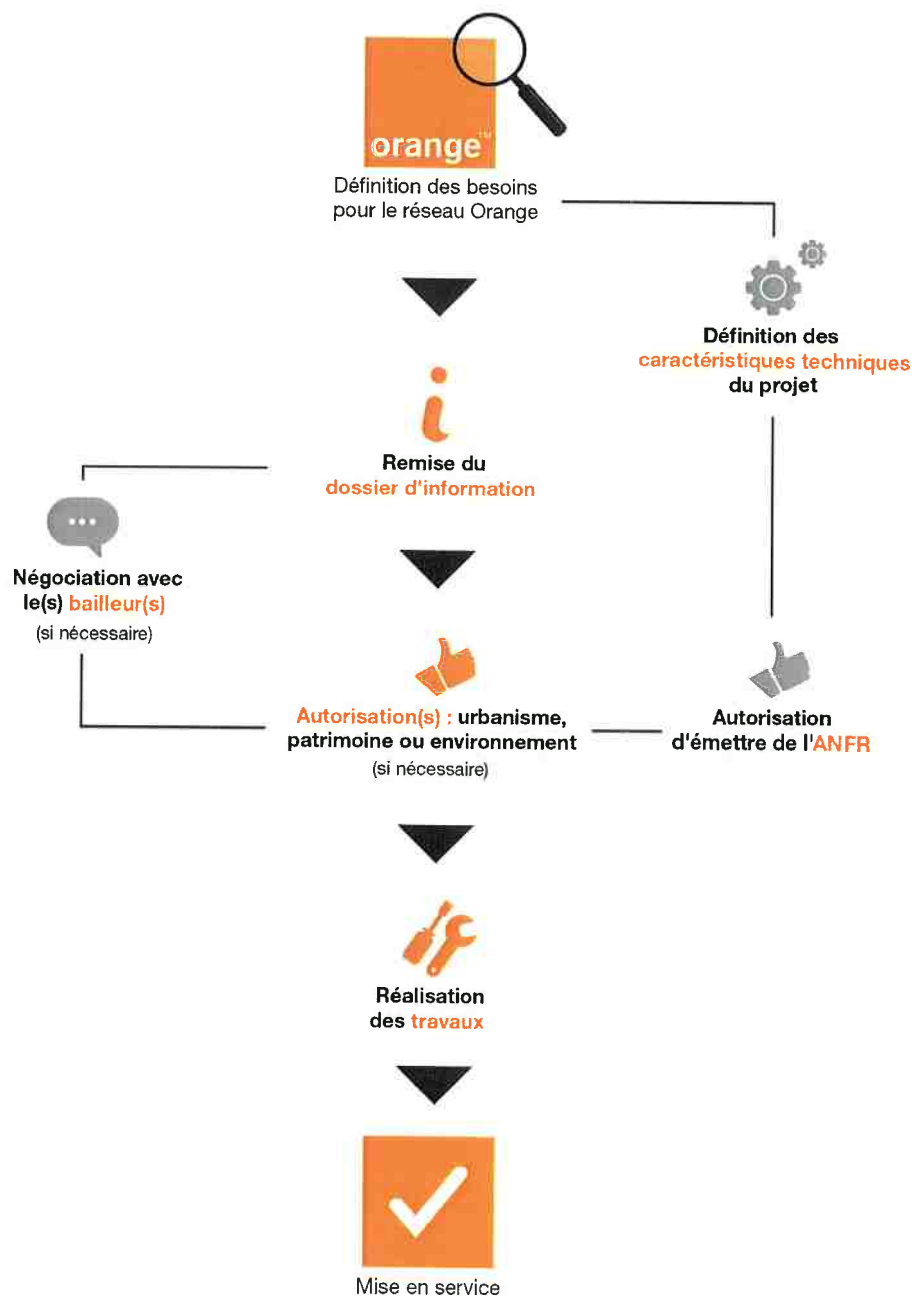 orange™
Définition des besoins
pour le réseau Orange
Définition des
caractéristiques techniques
du projet
Remise du
dossier d'information
Négociation avec
le(s) bailleur(s)
(si nécessaire)
Autorisation(s) : urbanisme,
patrimoine ou environnement
(si nécessaire)
Autorisation
d'émettre de l'ANFR
Réalisation
des travaux
Mise en service